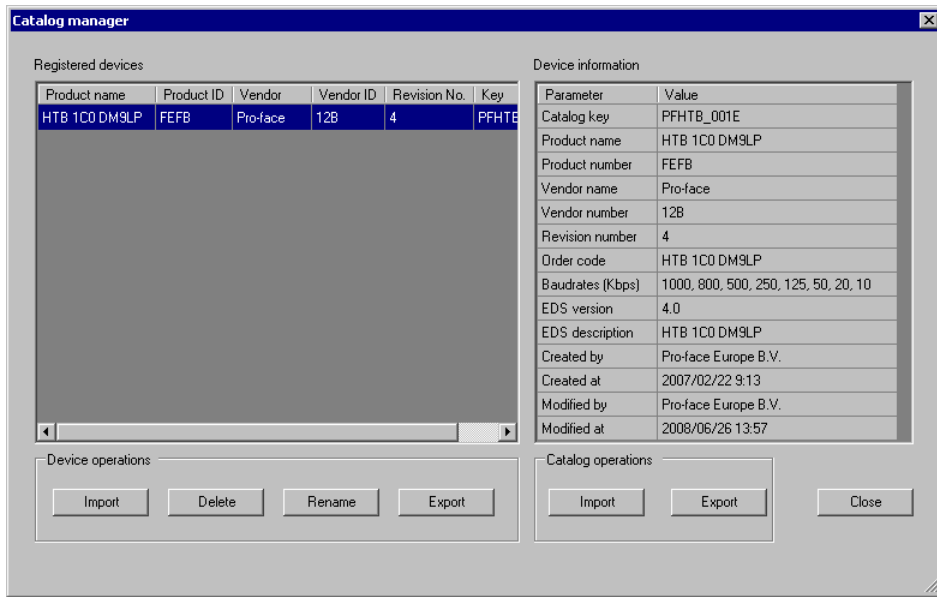 Catalog manager
Registered devices
Product name Product ID Vendor Vendor ID Revision No. Key
HTB 1C0 DM9LP FEFB Pro-face 12B 4 PFHTE
Device information
Parameter Value
Catalog key PFHTB_001E
Product name HTB 1C0 DM9LP
Product number FEFB
Vendor name Pro-face
Vendor number 12B
Revision number 4
Order code HTB 1C0 DM9LP
Baudrates (Kbps) 1000, 800, 500, 250, 125, 50, 20, 10
EDS version 4.0
EDS description HTB 1C0 DM9LP
Created by Pro-face Europe B.V.
Created at 2007/02/22 9:13
Modified by Pro-face Europe B.V.
Modified at 2008/06/26 13:57
Device operations
Import Delete Rename Export
Catalog operations
Import Export
Close